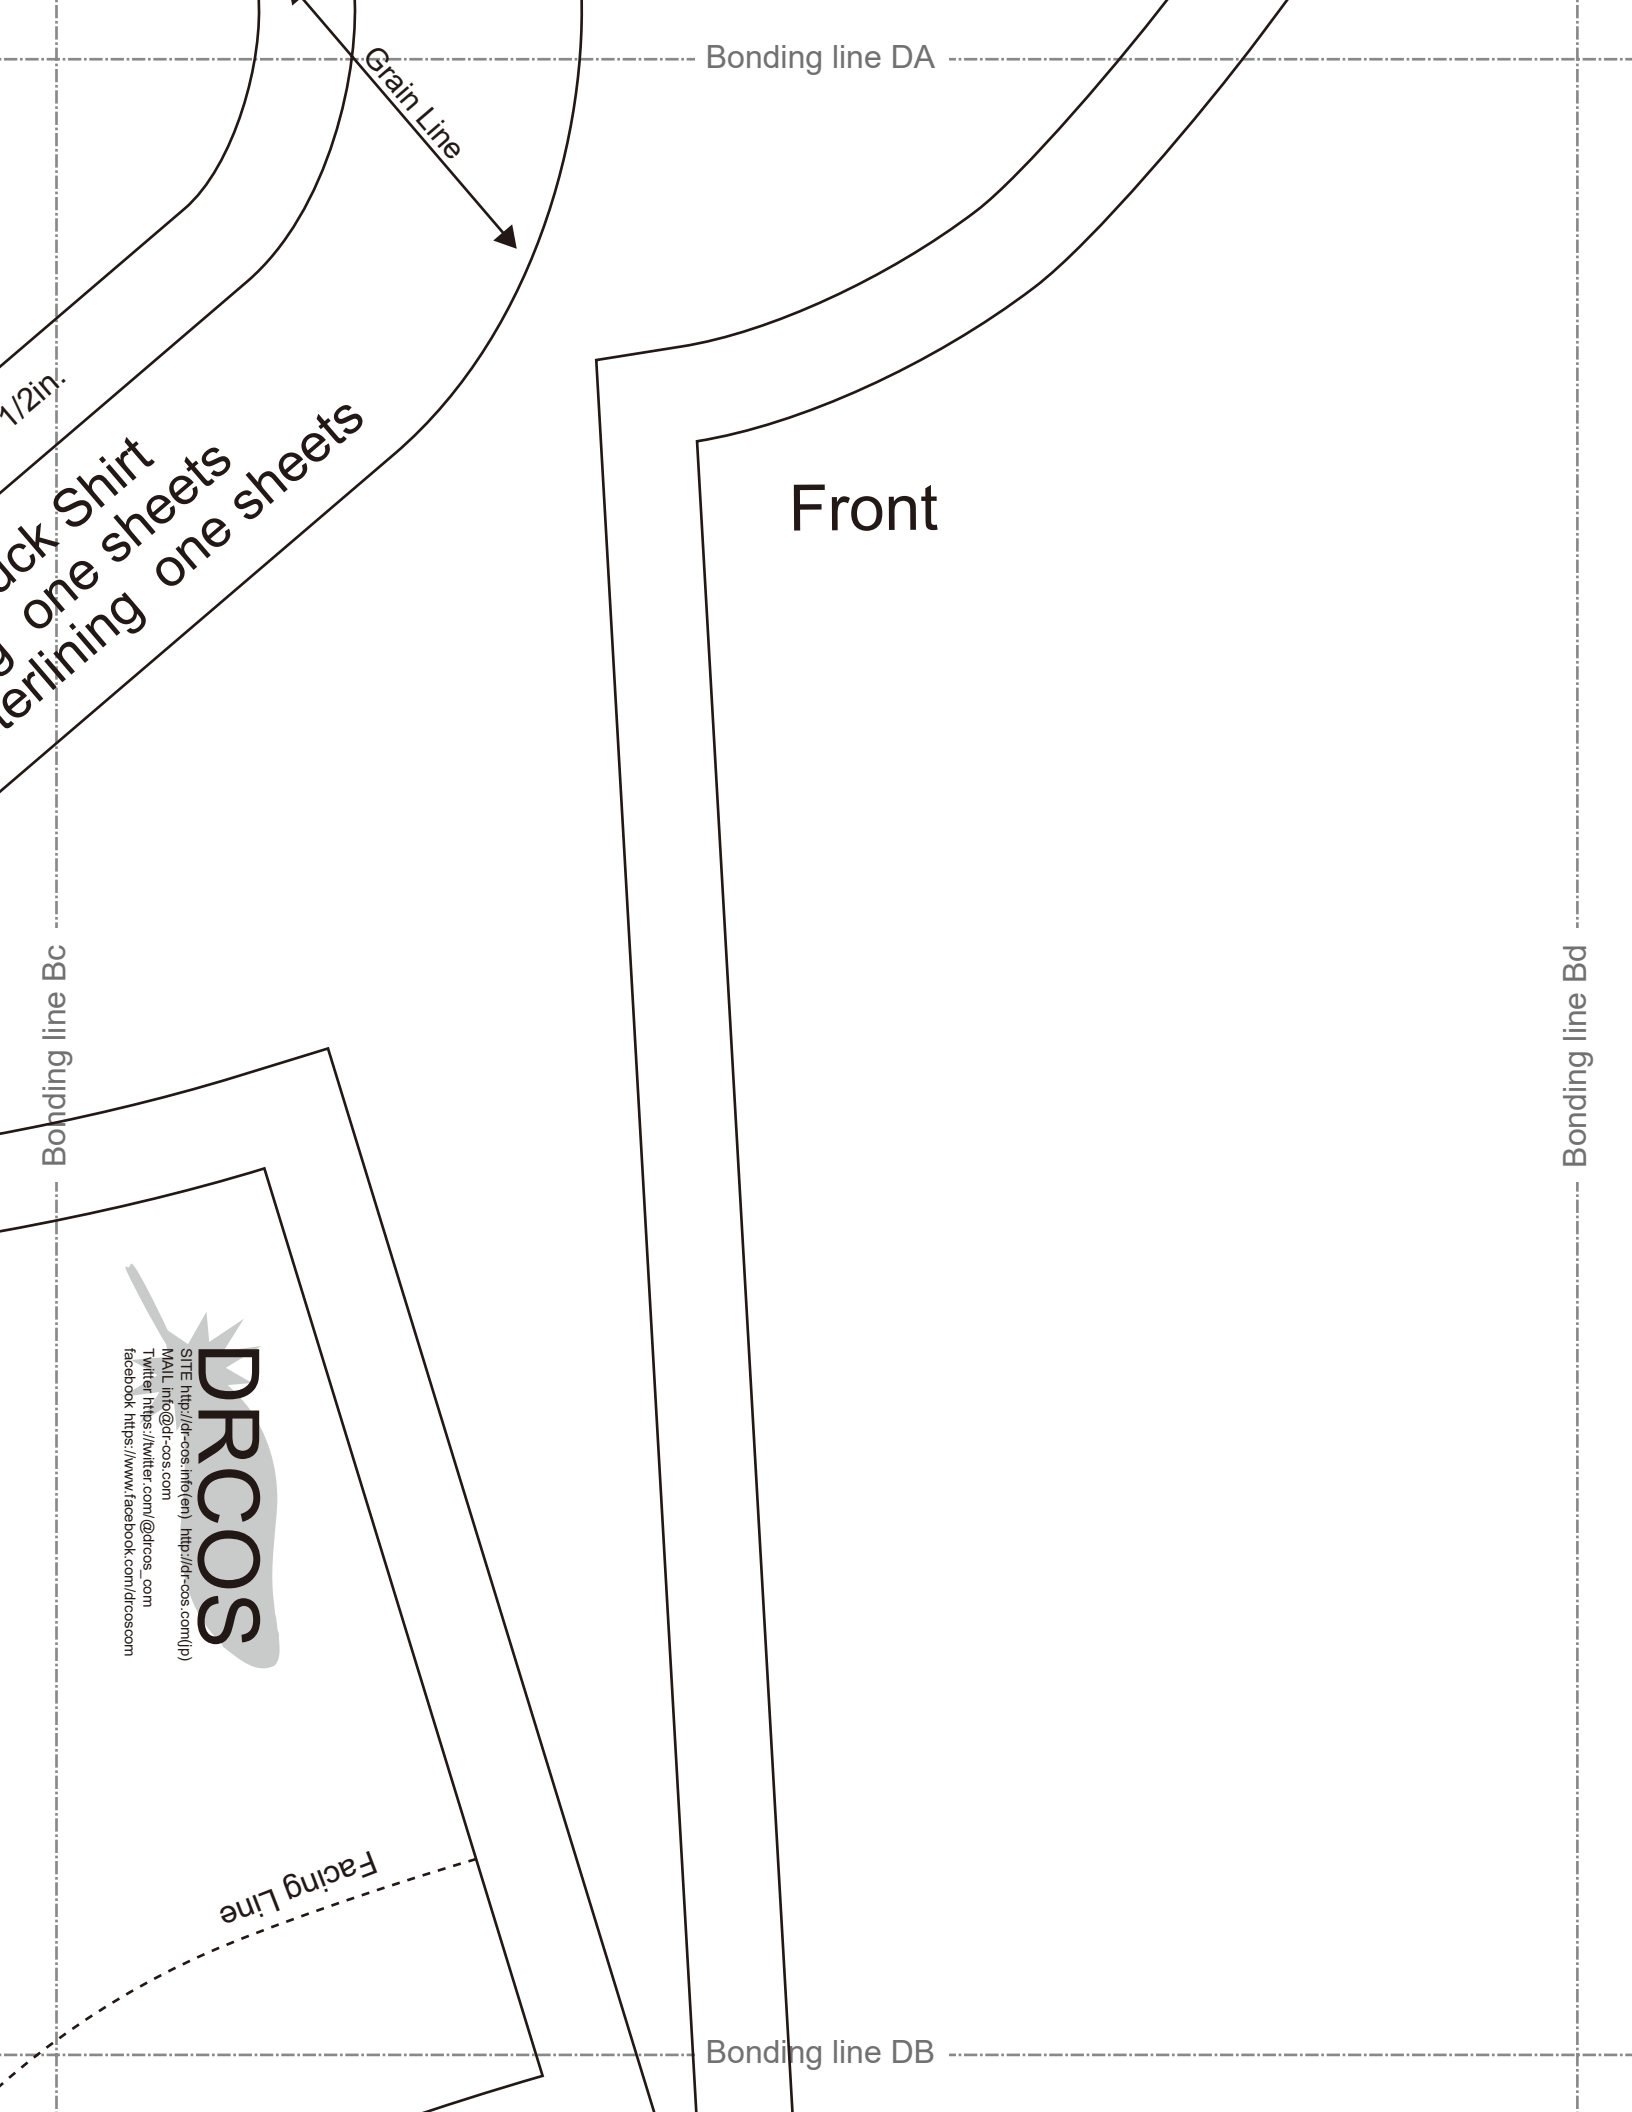 Bonding line DA
Grain Line
1/2in.
Shirt
one sheets
one sheets
Front
Bonding line Bc
Bonding line Bd
DRCOS
SITE http://dr-cos.info(en) http://dr-cos.com(jp)
MAIL info@dr-cos.com
Twitter https://twitter.com/@drcos_com
facebook https://www.facebook.com/drcoscom
Facing Line
Bonding line DB